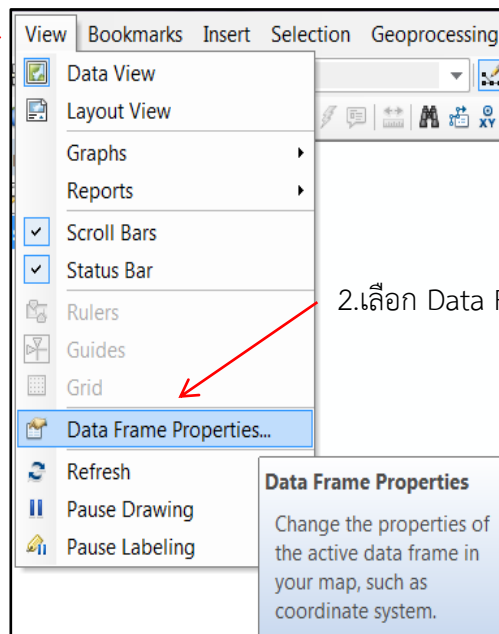 View Bookmarks Insert Selection Geoprocessing
Data View
Layout View
XY
Graphs
Reports
Scroll Bars
Status Bar
Rulers
2.เลือก Data F
Guides
Grid
Data Frame Properties...
Refresh
Pause Drawing
Pause Labeling
Data Frame Properties
Change the properties of
the active data frame in
your map, such as
coordinate system.